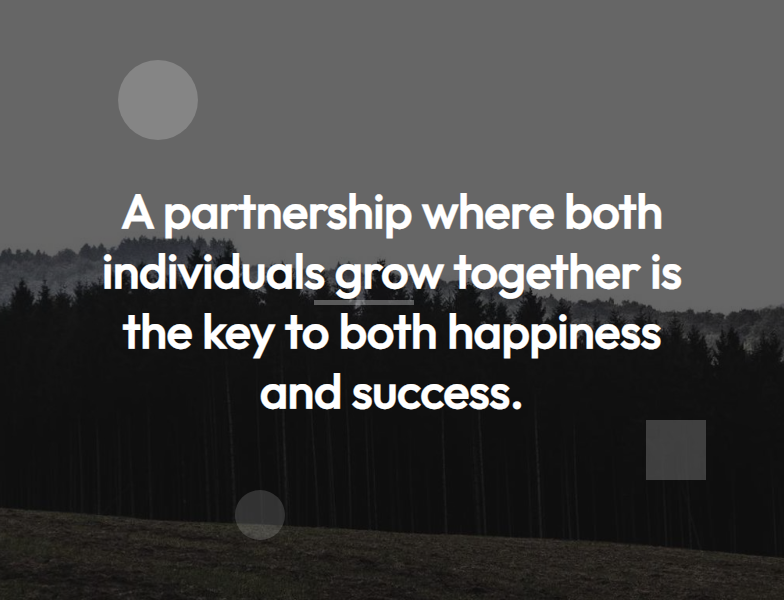 A partnership where both
individuals grow together is
the key to both happiness
and success.